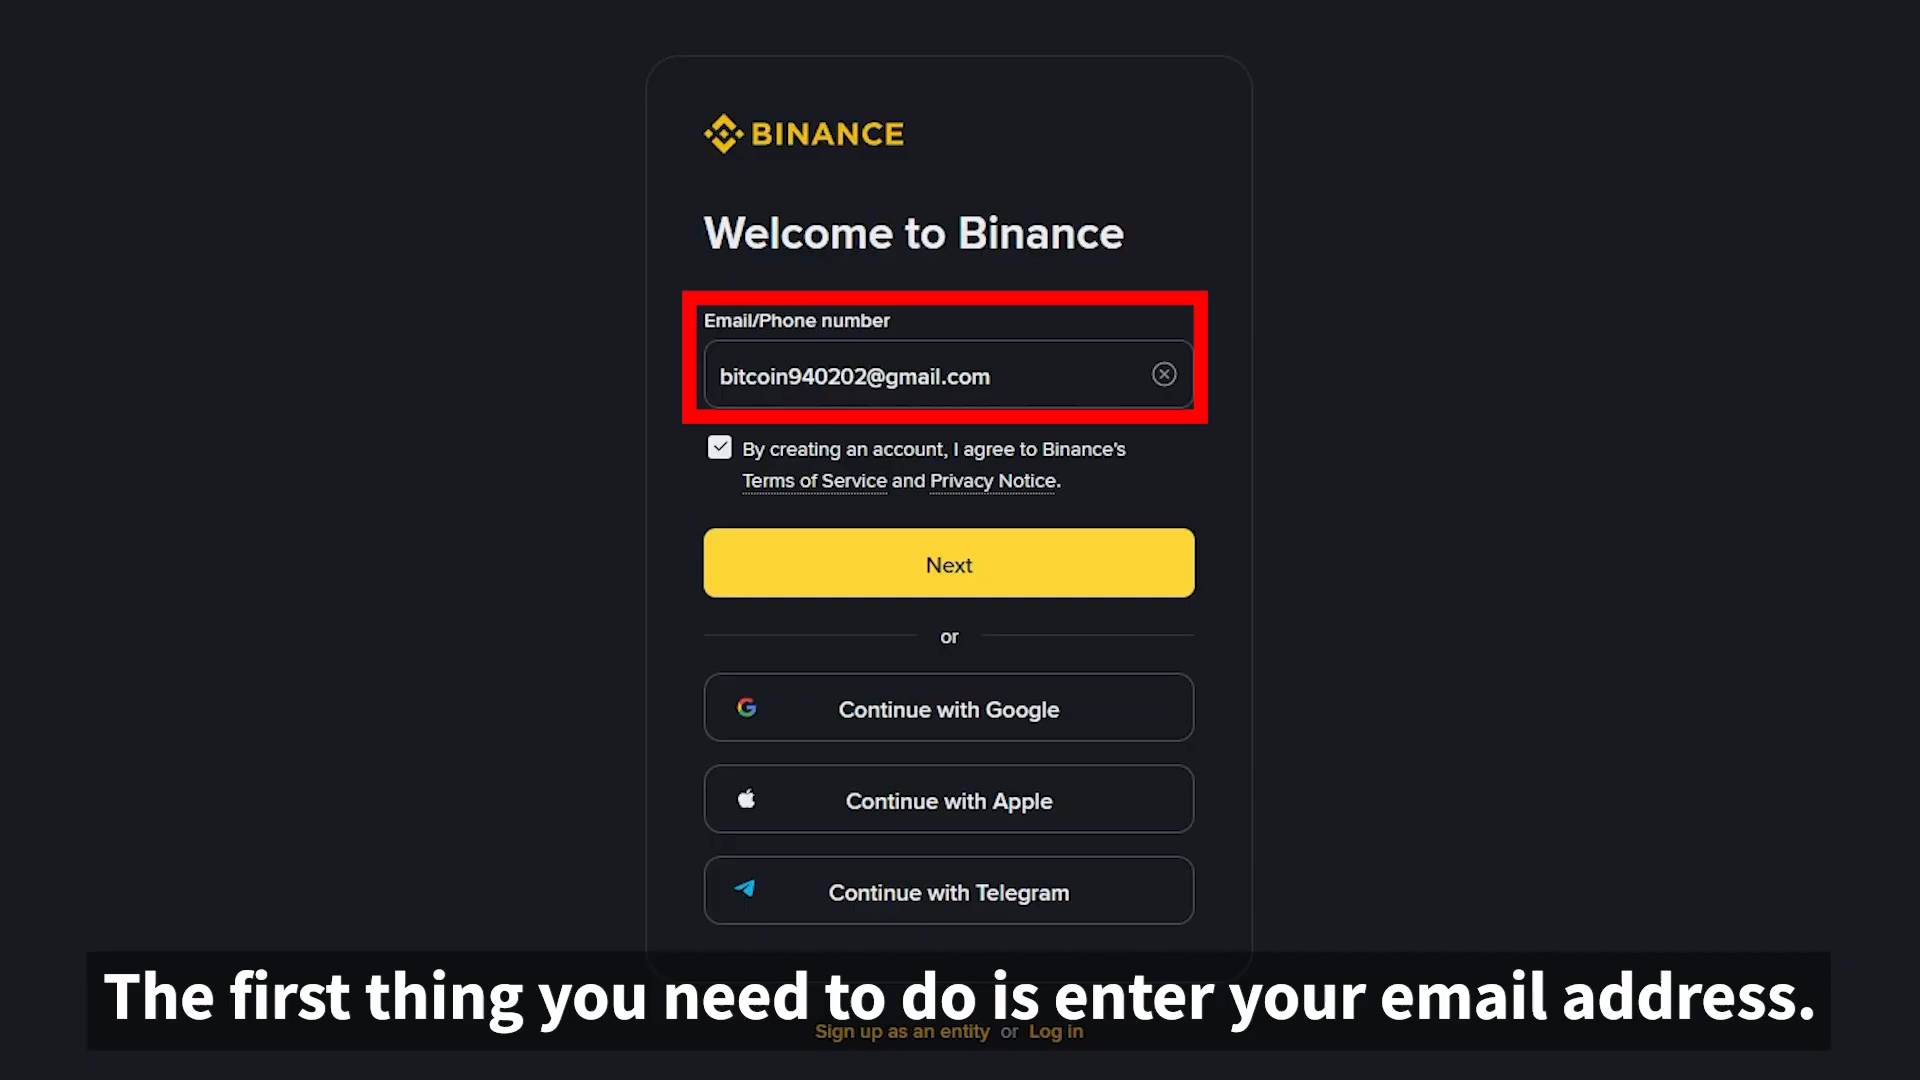 BINANCE
Welcome to Binance
Email/Phone number
bitcoin940202@gmail.com
By creating an account, I agree to Binance's
Terms of Service and Privacy Notice.
Next
or
Continue with Google
Continue with Apple
Continue with Telegram
The first thing you need to do is enter your email address.
Sign up as an entity or Log in